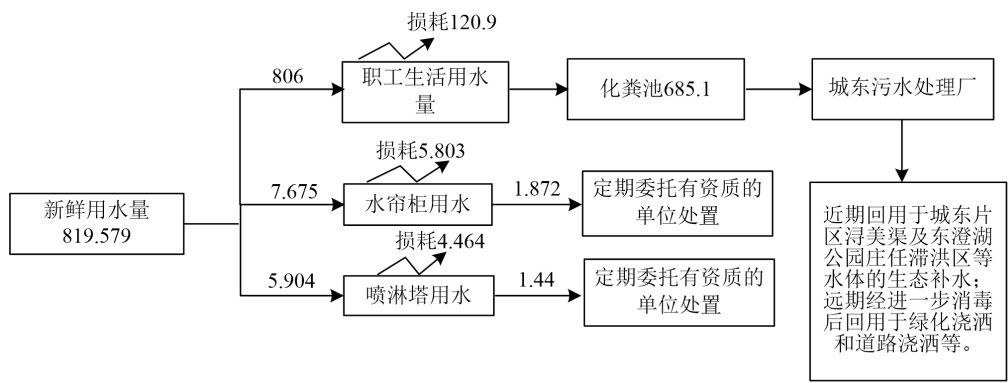 损耗120.9
806
职工生活用水
量
化粪池685.1
城东污水处理厂
损耗5.803
7.675
水帘柜用水
1.872
定期委托有资质的
单位处置
新鲜用水量
819.579
损耗4.464
5.904
喷淋塔用水
1.44
定期委托有资质的
单位处置
近期回用于城东片
区浔美渠及东澄湖
公园庄任滞洪区等
水体的生态补水；
远期经进一步消毒
后回用于绿化浇洒
和道路浇洒等。